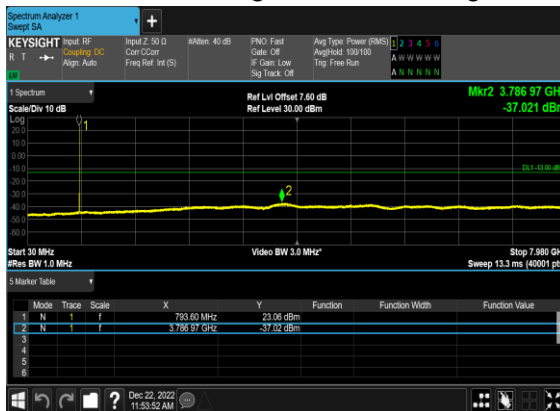 Spectrum Analyzer 1
Swept SA
KEYSIGHT Input: RF Input Z: 50 Ω #Atten: 40 dB PNO: Fast Avg Type: Power (RMS) 1 2 3 4 5 6
R T Coupling: DC Corr CCorr Gate: Off Avg|Hold: 100/100 A W W W W W
Align: Auto Freq Ref: Int (S) IF Gain: Low Trig: Free Run
Sig Track: Off A N N N N N
1 Spectrum
Ref Lvl Offset 7.60 dB Mkr2 3.786 97 GHz
Scale/Div 10 dB Ref Level 30.00 dBm -37.021 dBm
Log
20.0
1
10.0
0.00
-10.0
DL1 -13.00 dBm
-20.0
-30.0
2
-40.0
-50.0
-60.0
Start 30 MHz Video BW 3.0 MHz* Stop 7.980 GH
#Res BW 1.0 MHz Sweep 13.3 ms (40001 pts
5 Marker Table
Mode Trace Scale X Y Function Function Width Function Value
1 N 1 f 793.60 MHz 23.06 dBm
2 N 1 f 3.786 97 MHz -37.02 dBm
3
4
5
6
? Dec 22, 2022
11:53:52 AM